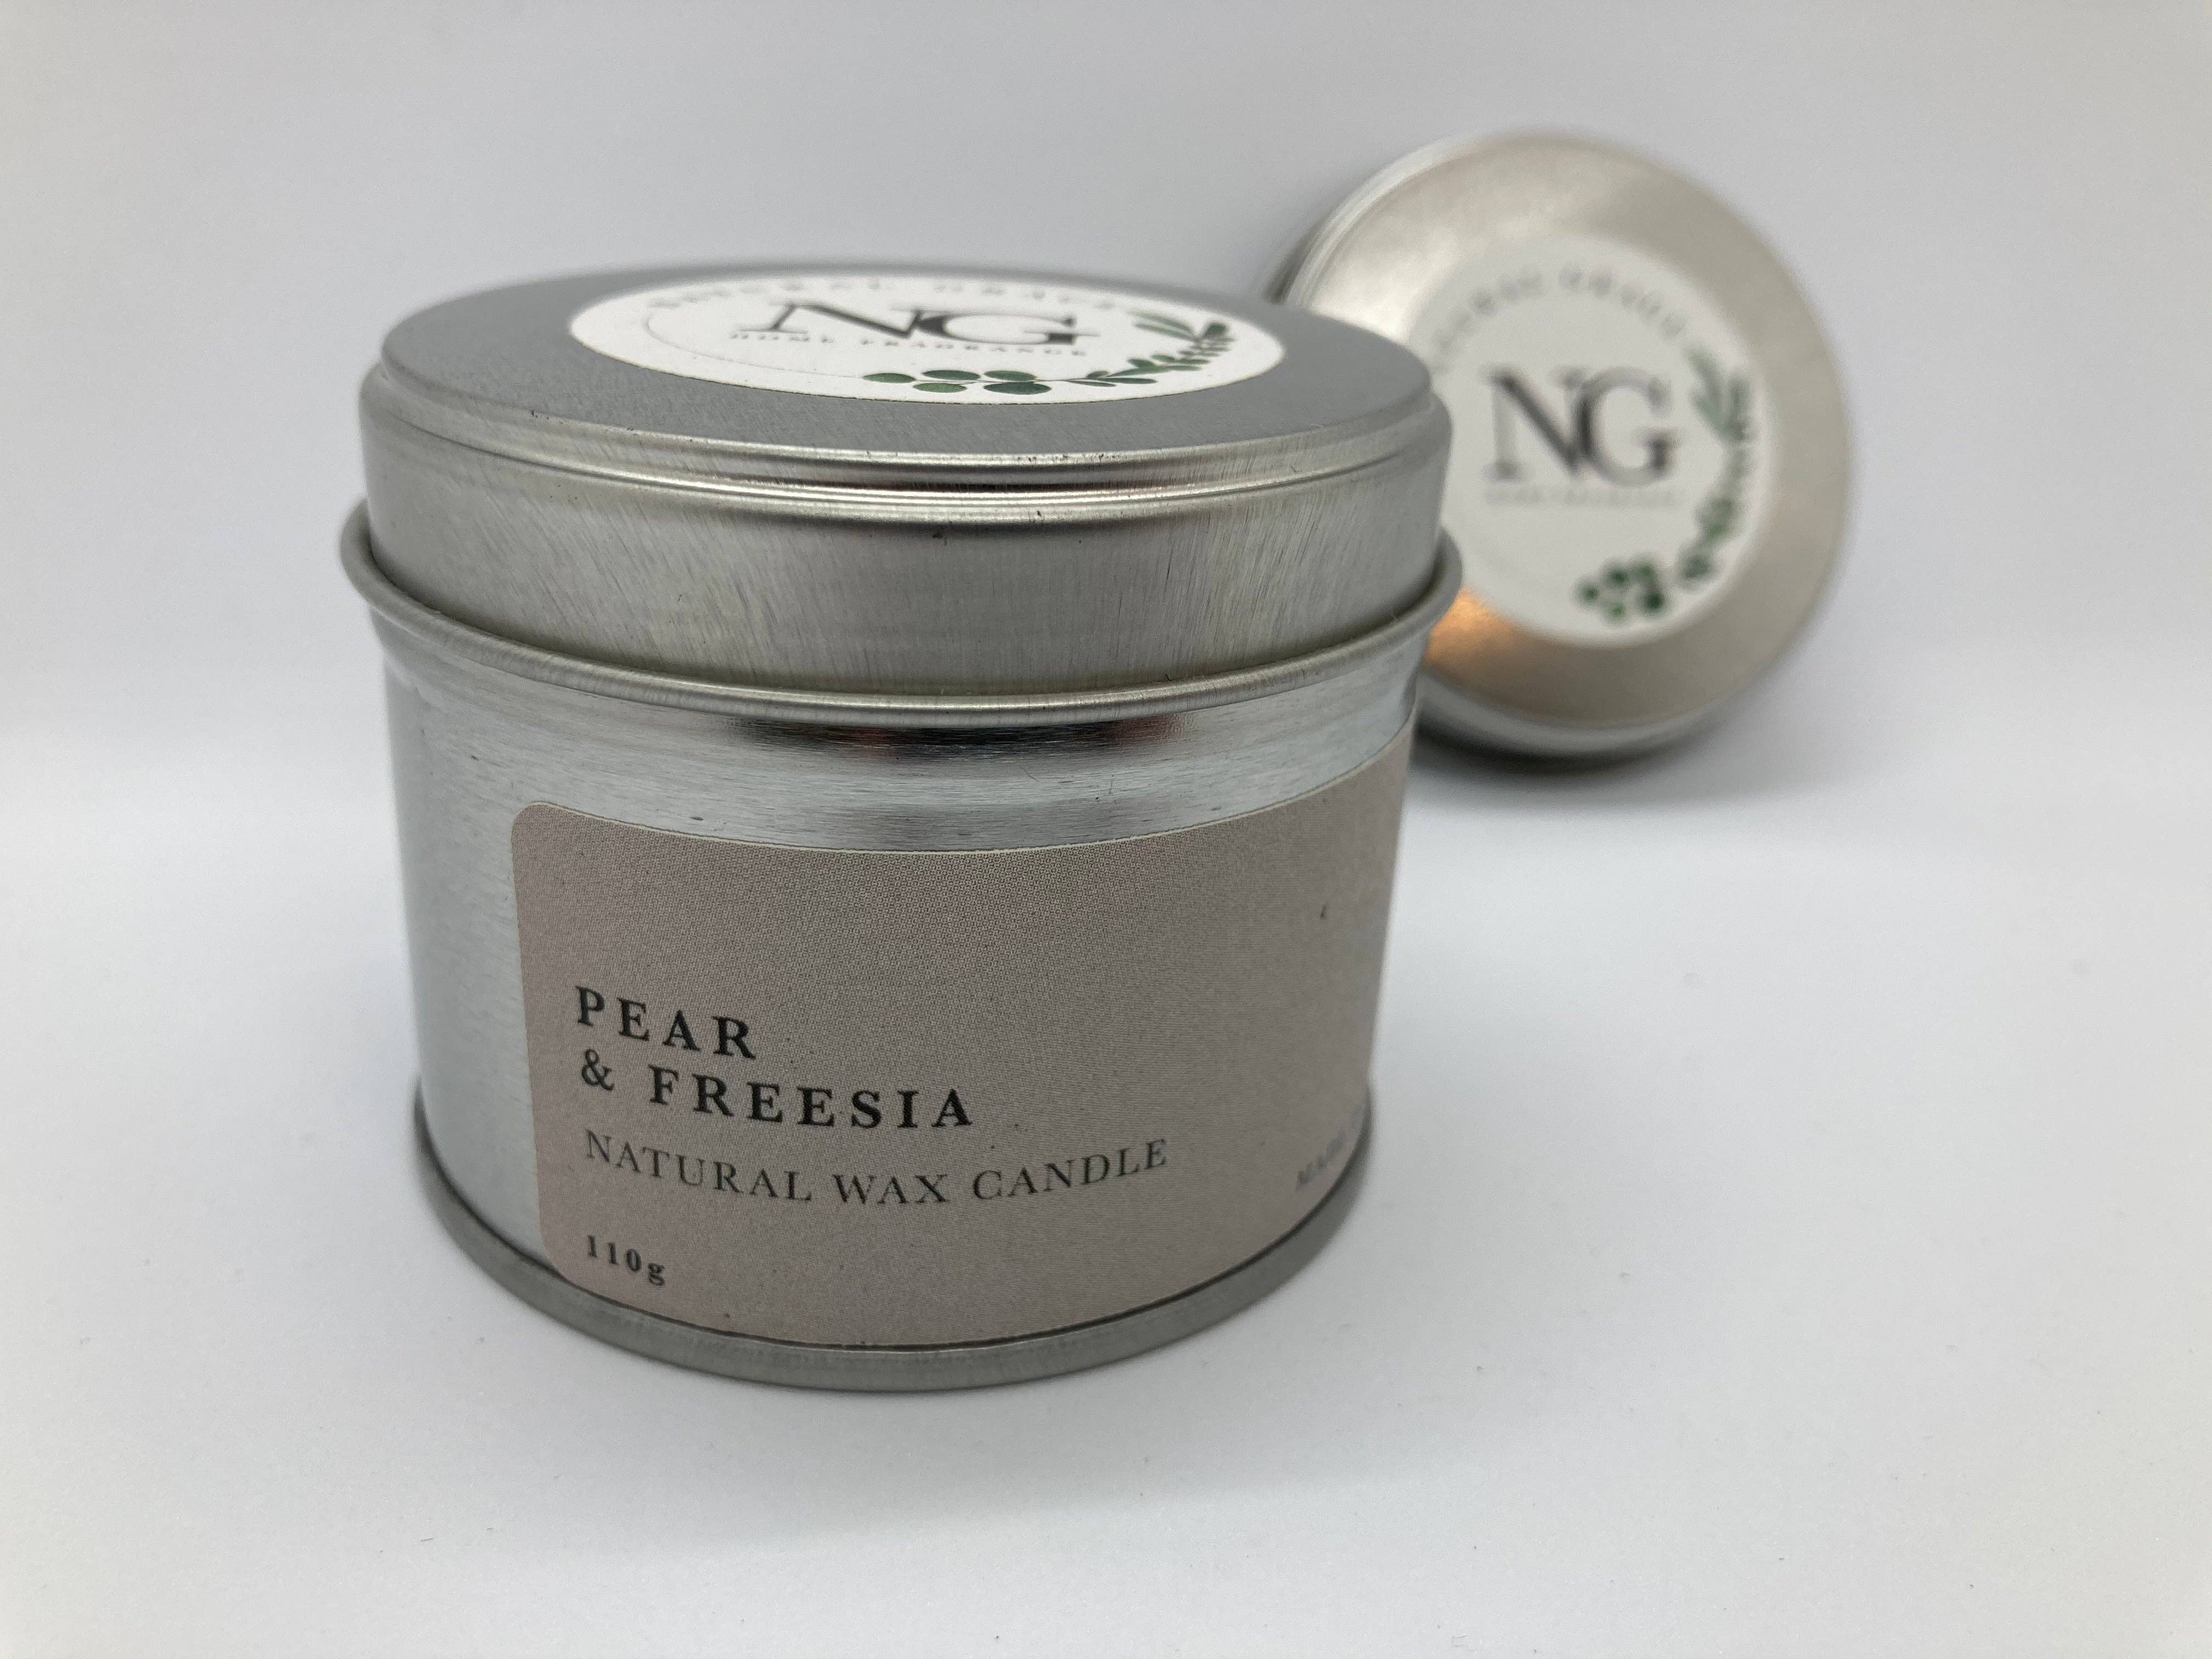 NG
HOME FRAGRANCE
PEAR
& FREESIA
NATURAL WAX CANDLE
110g
NG